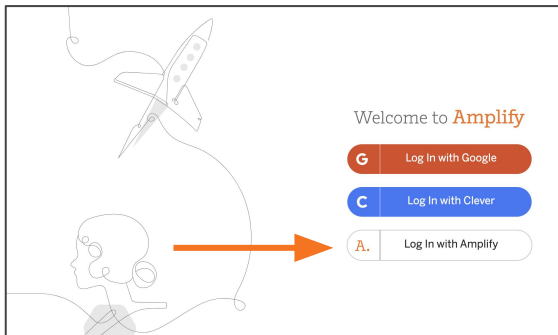 Welcome to Amplify
G Log In with Google
C Log In with Clever
A. Log In with Amplify